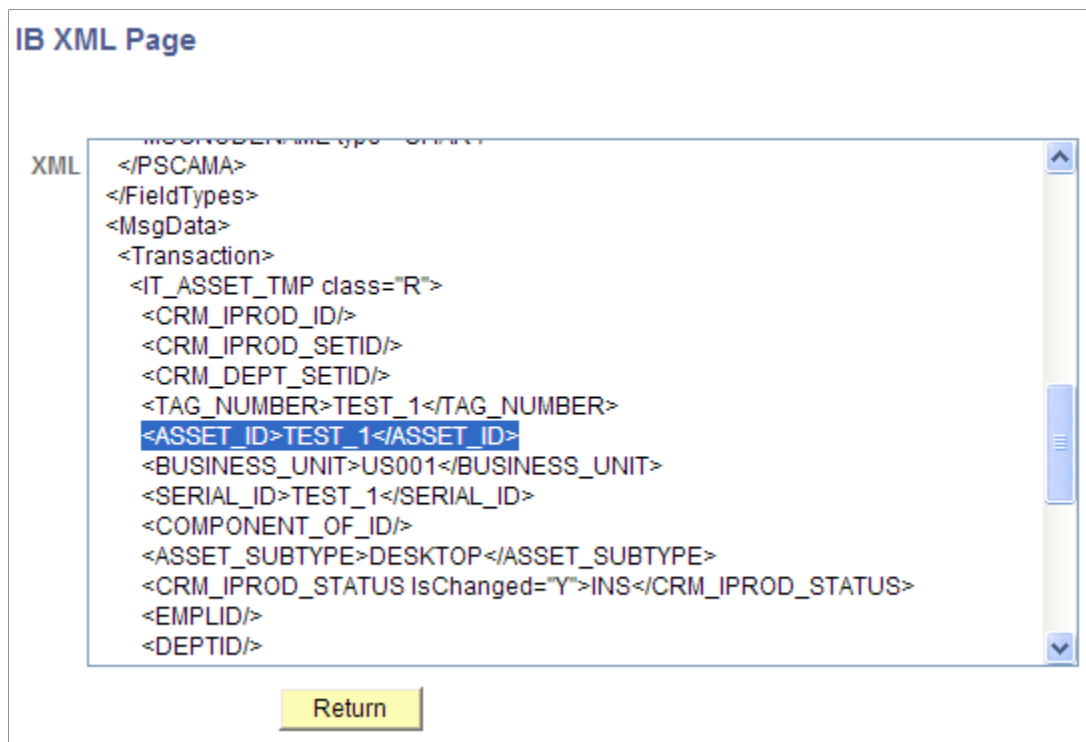 IB XML Page
XML
</PSCAMA>
</FieldTypes>
<MsgData>
<Transaction>
<IT_ASSET_TMP class="R">
<CRM_IPROD_ID/>
<CRM_IPROD_SETID/>
<CRM_DEPT_SETID/>
<TAG_NUMBER>TEST_1</TAG_NUMBER>
<ASSET_ID>TEST_1</ASSET_ID>
<BUSINESS_UNIT>US001</BUSINESS_UNIT>
<SERIAL_ID>TEST_1</SERIAL_ID>
<COMPONENT_OF_ID/>
<ASSET_SUBTYPE>DESKTOP</ASSET_SUBTYPE>
<CRM_IPROD_STATUS IsChanged="Y">INS</CRM_IPROD_STATUS>
<EMPLID/>
<DEPTID/>
Return